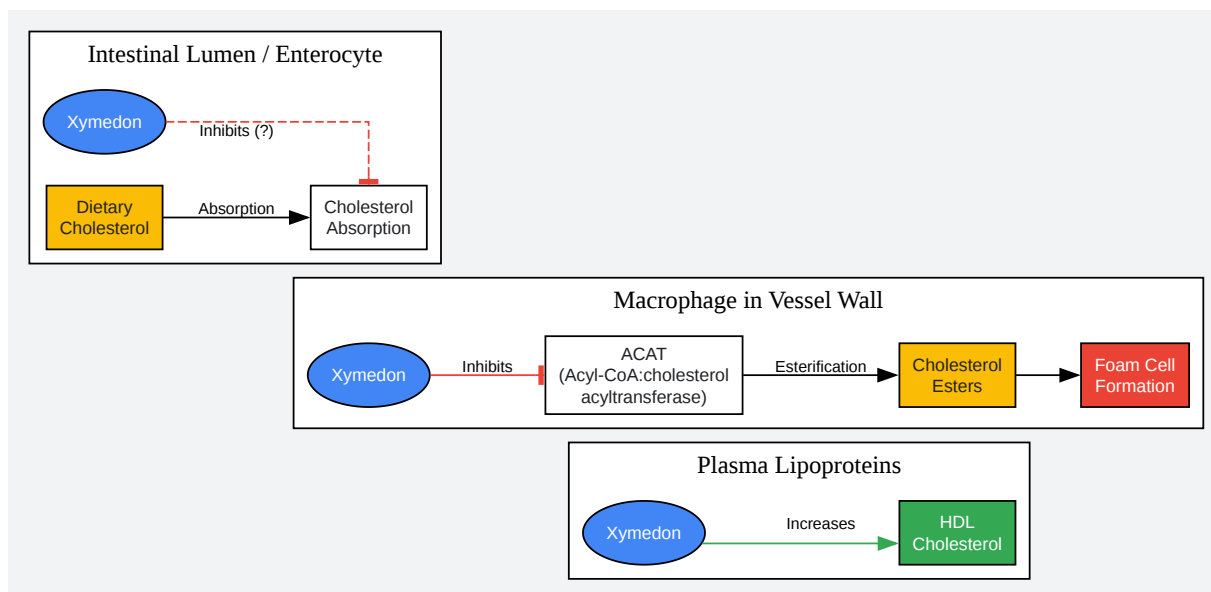 Intestinal Lumen / Enterocyte
Xymedon
Inhibits (?)
Dietary
Cholesterol
Absorption
Cholesterol
Absorption
Macrophage in Vessel Wall
Xymedon
Inhibits
ACAT
(Acyl-CoA:cholesterol
acyltransferase)
Esterification
Cholesterol
Esters
Foam Cell
Formation
Plasma Lipoproteins
Xymedon
Increases
HDL
Cholesterol